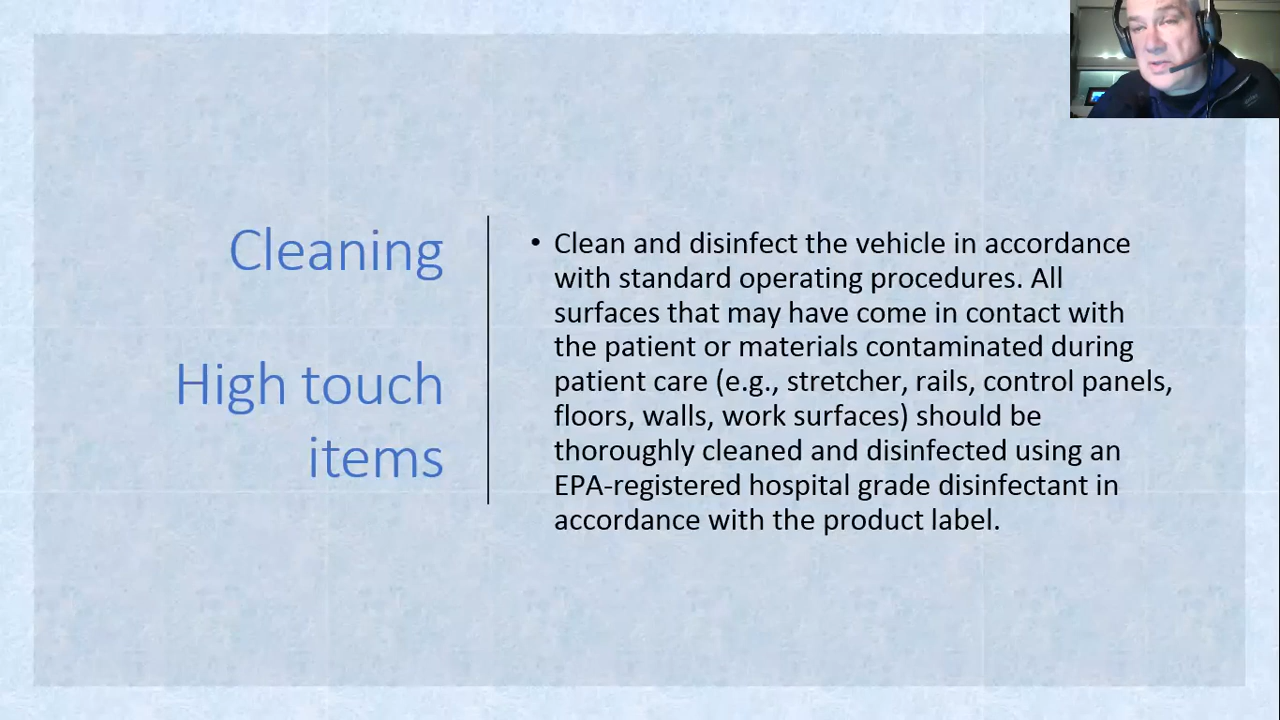 Cleaning
High touch
items
• Clean and disinfect the vehicle in accordance
with standard operating procedures. All
surfaces that may have come in contact with
the patient or materials contaminated during
patient care (e.g., stretcher, rails, control panels,
floors, walls, work surfaces) should be
thoroughly cleaned and disinfected using an
EPA-registered hospital grade disinfectant in
accordance with the product label.